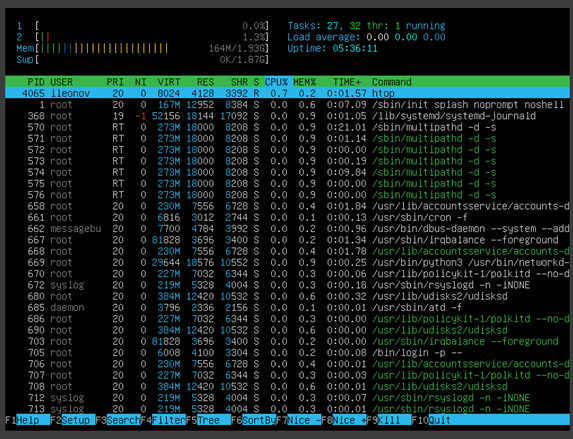 1 [ 0.0%] Tasks: 27, 32 thr; 1 running
2 [|| 1.3%] Load average: 0.00 0.00 0.00
Mem[|||||||||||||||||||||||| 164M/1.93G] Uptime: 05:36:11
Swp[ 0K/1.87G]
PID USER PRI NI VIRT RES SHR S CPU% MEM% TIME+ Command
4065 ileonov 20 0 8024 4128 3392 R 0.7 0.2 0:01.57 htop
1 root 20 0 167M 12952 8384 S 0.0 0.6 0:07.09 /sbin/init splash noprompt noshell
368 root 19 -1 52156 18144 17092 S 0.0 0.9 0:01.05 /lib/systemd/systemd-journald
570 root RT 0 273M 18000 8208 S 0.0 0.9 0:21.01 /sbin/multipathd -d -s
571 root RT 0 273M 18000 8208 S 0.0 0.9 0:01.14 /sbin/multipathd -d -s
572 root RT 0 273M 18000 8208 S 0.0 0.9 0:00.00 /sbin/multipathd -d -s
573 root RT 0 273M 18000 8208 S 0.0 0.9 0:00.19 /sbin/multipathd -d -s
574 root RT 0 273M 18000 8208 S 0.0 0.9 0:09.84 /sbin/multipathd -d -s
575 root RT 0 273M 18000 8208 S 0.0 0.9 0:00.00 /sbin/multipathd -d -s
576 root RT 0 273M 18000 8208 S 0.0 0.9 0:00.00 /sbin/multipathd -d -s
658 root 20 0 230M 7556 6728 S 0.0 0.4 0:01.84 /usr/lib/accountsservice/accounts-d
661 root 20 0 6816 3012 2744 S 0.0 0.1 0:00.13 /usr/sbin/cron -f
662 messagebu 20 0 7700 4784 3992 S 0.0 0.2 0:00.96 /usr/bin/dbus-daemon --system --add
667 root 20 0 81828 3696 3400 S 0.0 0.2 0:01.34 /usr/sbin/irqbalance --foreground
668 root 20 0 230M 7556 6728 S 0.0 0.4 0:01.78 /usr/lib/accountsservice/accounts-d
669 root 20 0 29644 18576 10552 S 0.0 0.9 0:00.25 /usr/bin/python3 /usr/bin/networkd-
670 root 20 0 227M 7032 6344 S 0.0 0.3 0:00.06 /usr/lib/policykit-1/polkitd --no-d
672 syslog 20 0 219M 5328 4004 S 0.0 0.3 0:00.18 /usr/sbin/rsyslogd -n -iNONE
680 root 20 0 384M 12420 10532 S 0.0 0.6 0:00.32 /usr/lib/udisks2/udisksd
685 daemon 20 0 3796 2336 2156 S 0.0 0.1 0:00.01 /usr/sbin/atd -f
686 root 20 0 227M 7032 6344 S 0.0 0.3 0:00.00 /usr/lib/policykit-1/polkitd --no-d
690 root 20 0 384M 12420 10532 S 0.0 0.6 0:00.00 /usr/lib/udisks2/udisksd
703 root 20 0 81828 3696 3400 S 0.0 0.2 0:00.00 /usr/sbin/irqbalance --foreground
705 root 20 0 6008 4100 3304 S 0.0 0.2 0:00.08 /bin/login -p --
706 root 20 0 230M 7556 6728 S 0.0 0.4 0:00.01 /usr/lib/accountsservice/accounts-d
707 root 20 0 227M 7032 6344 S 0.0 0.3 0:00.03 /usr/lib/policykit-1/polkitd --no-d
708 root 20 0 384M 12420 10532 S 0.0 0.6 0:00.01 /usr/lib/udisks2/udisksd
712 syslog 20 0 219M 5328 4004 S 0.0 0.3 0:00.07 /usr/sbin/rsyslogd -n -iNONE
713 syslog 20 0 219M 5328 4004 S 0.0 0.3 0:00.01 /usr/sbin/rsyslogd -n -iNONE
F1Help F2Setup F3SearchF4FilterF5Tree F6SortByF7Nice -F8Nice +F9Kill F10Quit